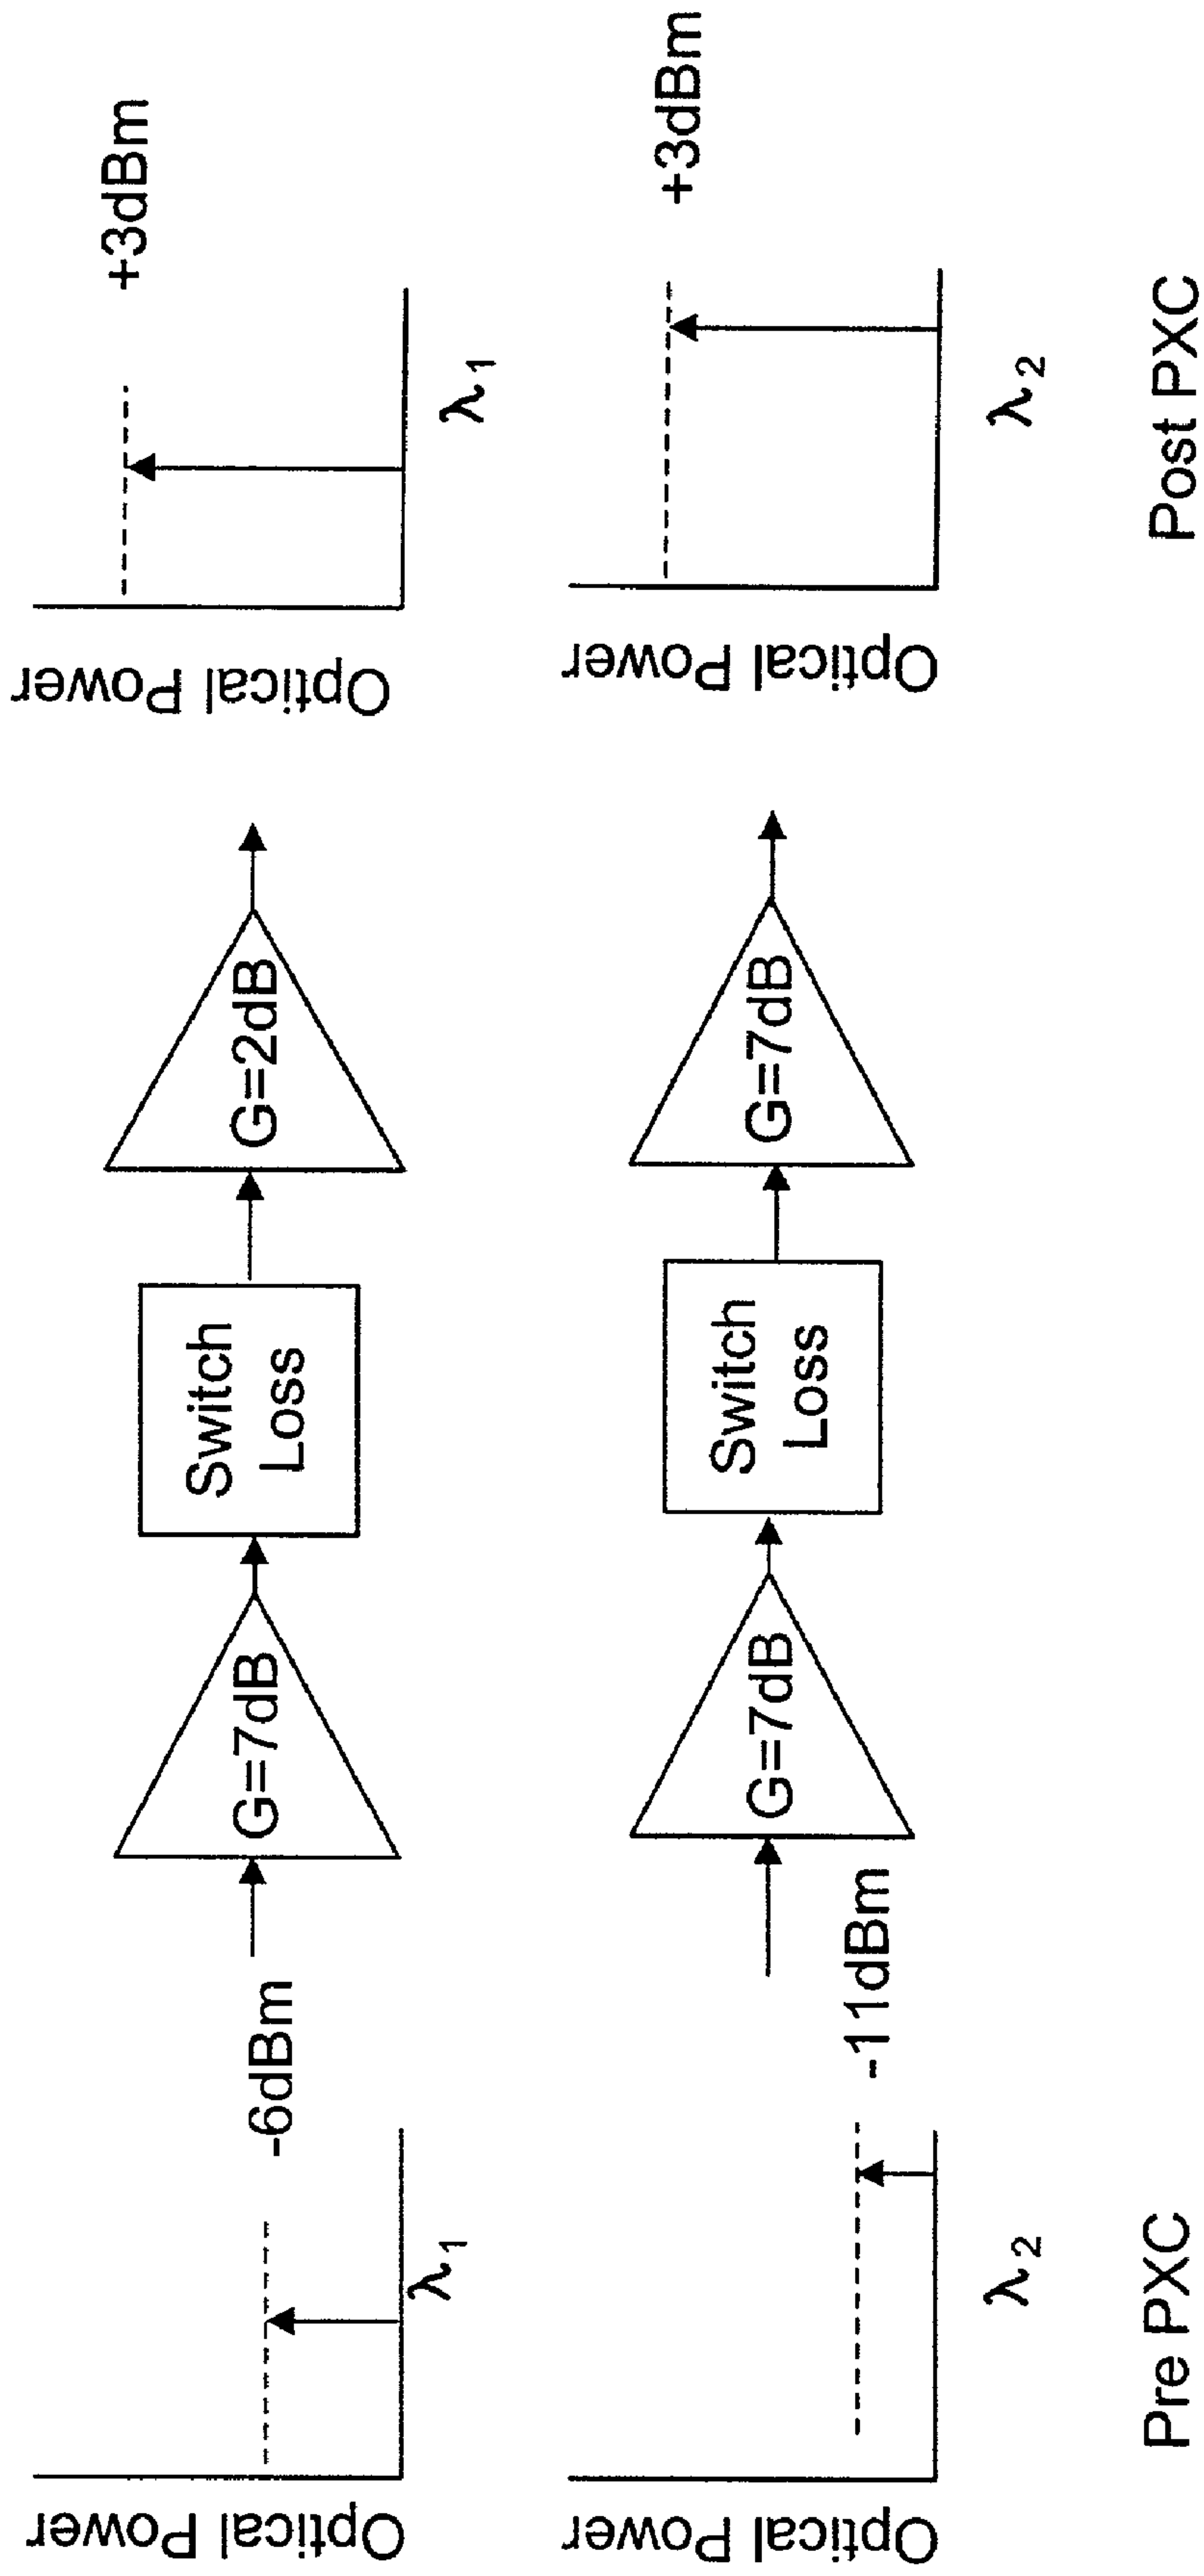 Optical Power
-6dBm
λ1
G=7dB
Switch
Loss
G=2dB
Optical Power
+3dBm
λ1
Optical Power
-11dBm
λ2
G=7dB
Switch
Loss
G=7dB
Optical Power
+3dBm
λ2
Pre PXC
Post PXC